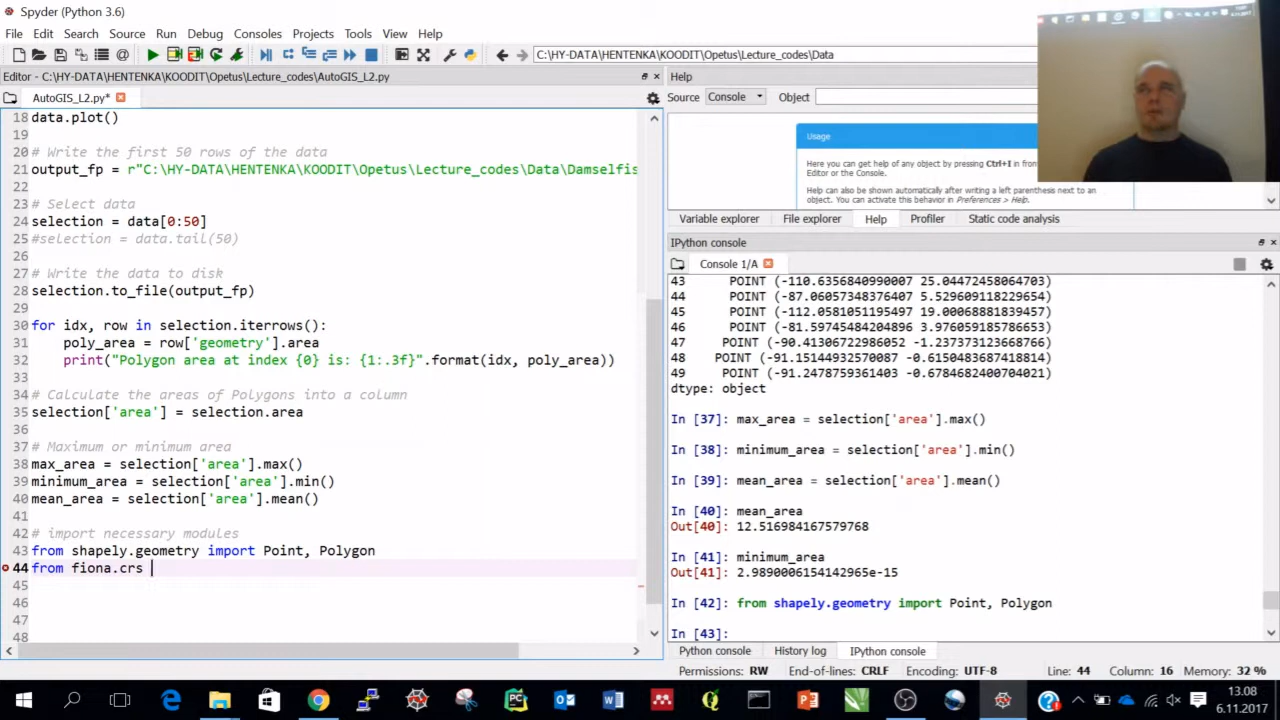 Spyder (Python 3.6)
File Edit Search Source Run Debug Consoles Projects Tools View Help
C:\HY-DATA\HENTENKA\KOODIT\Opetus\Lecture_codes\Data
Editor - C:\HY-DATA\HENTENKA\KOODIT\Opetus\Lecture_codes\AutoGIS_L2.py
AutoGIS_L2.py*
18 data.plot()
19
20 # Write the first 50 rows of the data
21 output_fp = r"C:\HY-DATA\HENTENKA\KOODIT\Opetus\Lecture_codes\Data\Damselfis
22
23 # Select data
24 selection = data[0:50]
25 #selection = data.tail(50)
26
27 # Write the data to disk
28 selection.to_file(output_fp)
29
30 for idx, row in selection.iterrows():
31 poly_area = row['geometry'].area
32 print("Polygon area at index {0} is: {1:.3f}".format(idx, poly_area))
33
34 # Calculate the areas of Polygons into a column
35 selection['area'] = selection.area
36
37 # Maximum or minimum area
38 max_area = selection['area'].max()
39 minimum_area = selection['area'].min()
40 mean_area = selection['area'].mean()
41
42 # import necessary modules
43 from shapely.geometry import Point, Polygon
44 from fiona.crs
45
46
47
48
Help
Source Console Object
Usage
Here you can get help of any object by pressing Ctrl+I in fron
Editor or the Console.
Help can also be shown automatically after writing a left parenthesis next to an
object. You can activate this behavior in Preferences > Help.
Variable explorer File explorer Help Profiler Static code analysis
IPython console
Console 1/A
43 POINT (-110.6356840990007 25.04472458064703)
44 POINT (-87.06057348376407 5.529609118229654)
45 POINT (-112.0581051195497 19.00068881839457)
46 POINT (-81.59745484204896 3.976059185786653)
47 POINT (-90.41306722982107 -1.237373123668766)
48 POINT (-91.15144932570087 -0.6150483687418814)
49 POINT (-91.2478759361403 -0.6784682400704021)
dtype: object
In [37]: max_area = selection['area'].max()
In [38]: minimum_area = selection['area'].min()
In [39]: mean_area = selection['area'].mean()
In [40]: mean_area
Out[40]: 12.516984167579768
In [41]: minimum_area
Out[41]: 2.9890006154142965e-15
In [42]: from shapely.geometry import Point, Polygon
In [43]:
Python console History log IPython console
Permissions: RW End-of-lines: CRLF Encoding: UTF-8 Line: 44 Column: 16 Memory: 32 %
13.08
6.11.2017